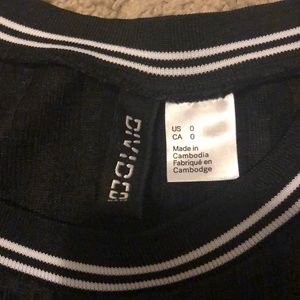 DIVIDED
US 0
CA 0
Made in
Cambodia
Fabriqué en
Cambodge